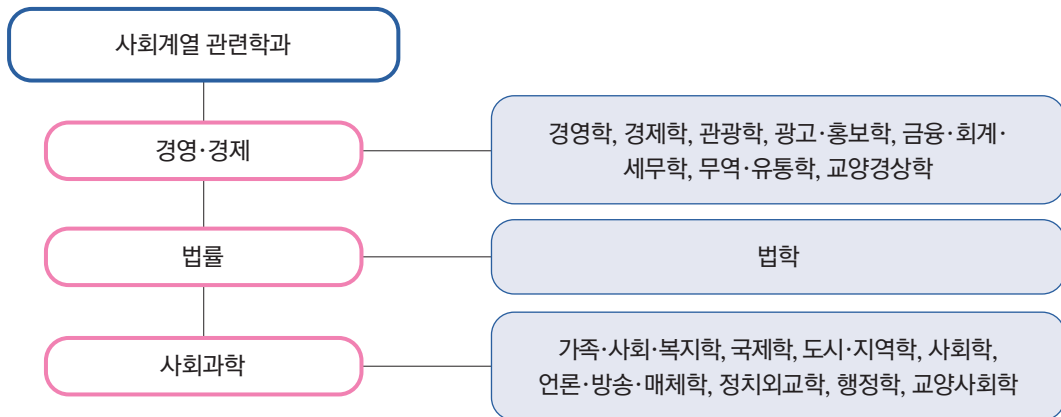 사회계열 관련학과
경영·경제
경영학, 경제학, 관광학, 광고·홍보학, 금융·회계·
세무학, 무역·유통학, 교양경상학
법률
법학
사회과학
가족·사회·복지학, 국제학, 도시·지역학, 사회학,
언론·방송·매체학, 정치외교학, 행정학, 교양사회학